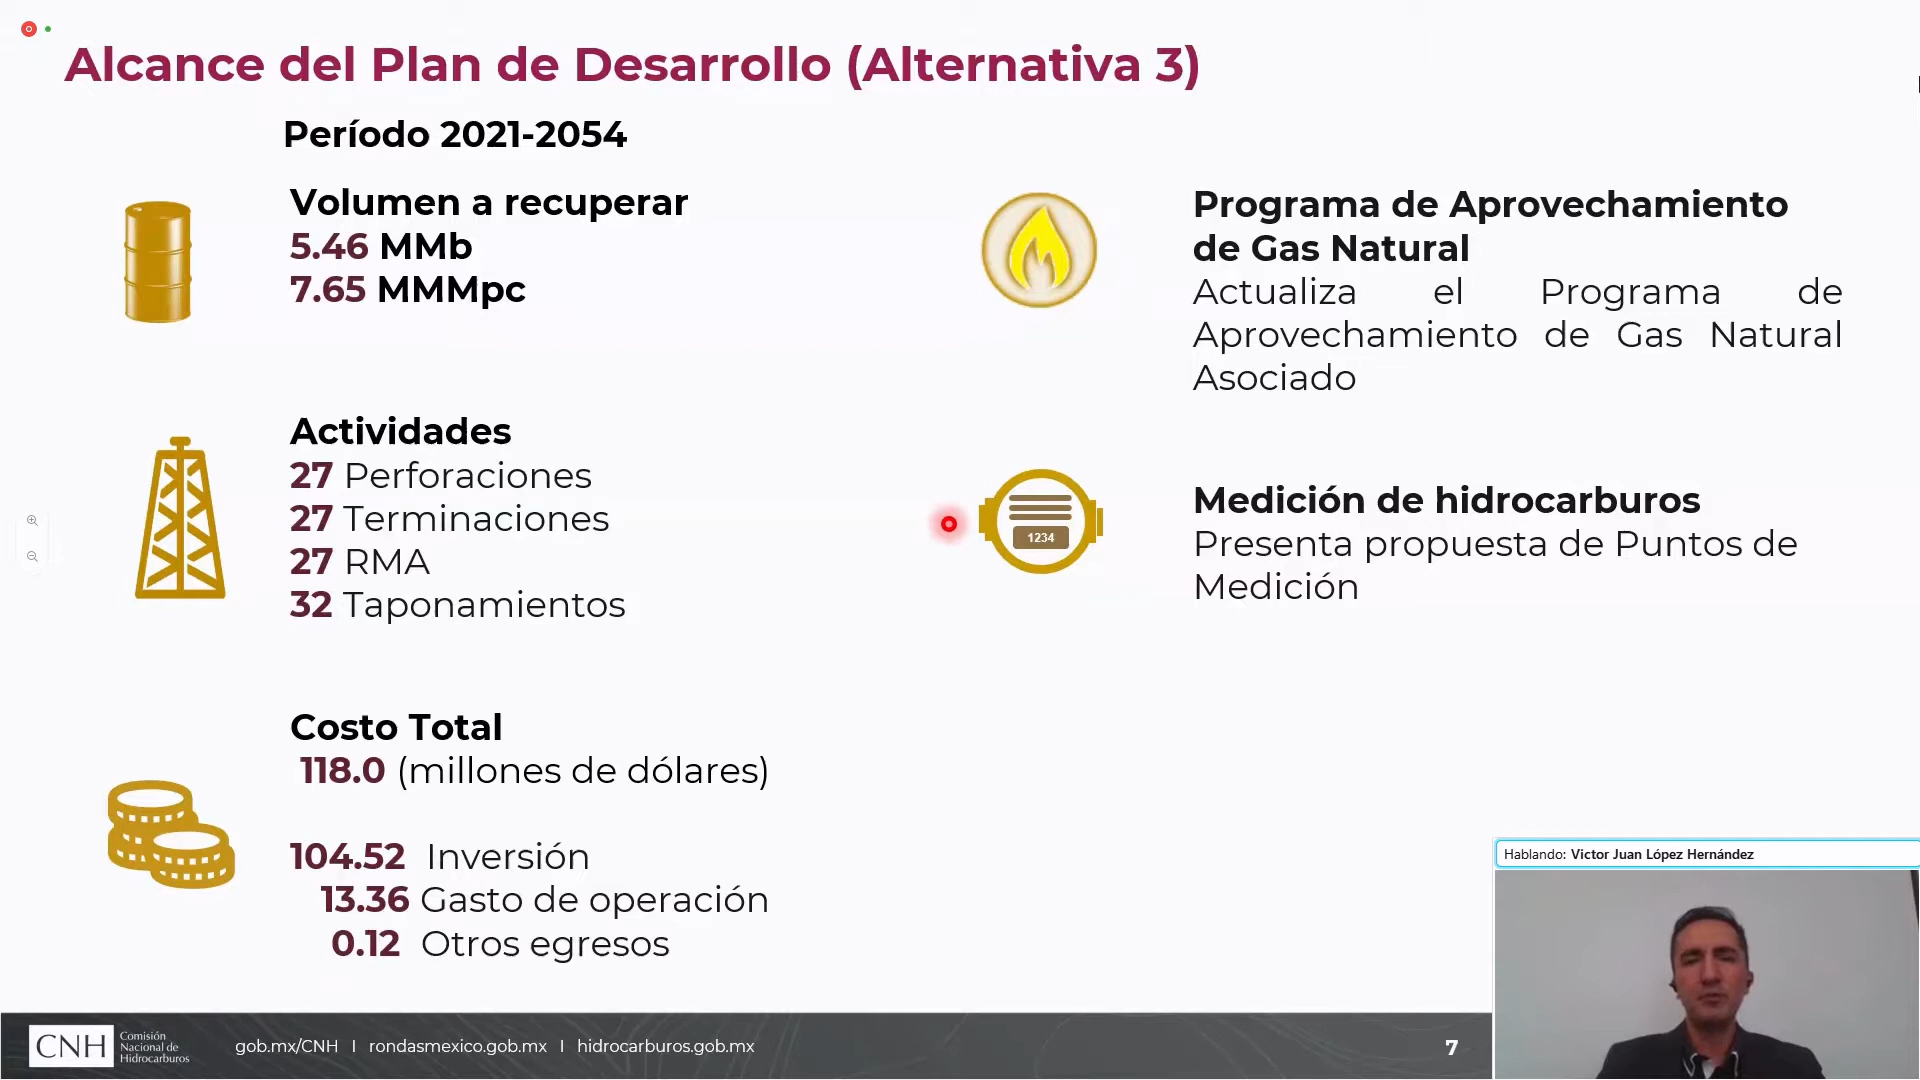 Alcance del Plan de Desarrollo (Alternativa 3)
Período 2021-2054
Volumen a recuperar
5.46 MMb
7.65 MMMpc
Actividades
27 Perforaciones
27 Terminaciones
27 RMA
32 Taponamientos
Costo Total
118.0 (millones de dólares)
104.52 Inversión
13.36 Gasto de operación
0.12 Otros egresos
Programa de Aprovechamiento
de Gas Natural
Actualiza el Programa de
Aprovechamiento de Gas Natural
Asociado
1234
Medición de hidrocarburos
Presenta propuesta de Puntos de
Medición
Hablando: Victor Juan López Hernández
CNH
Comisión
Nacional de
Hidrocarburos
gob.mx/CNH I rondasmexico.gob.mx I hidrocarburos.gob.mx
7